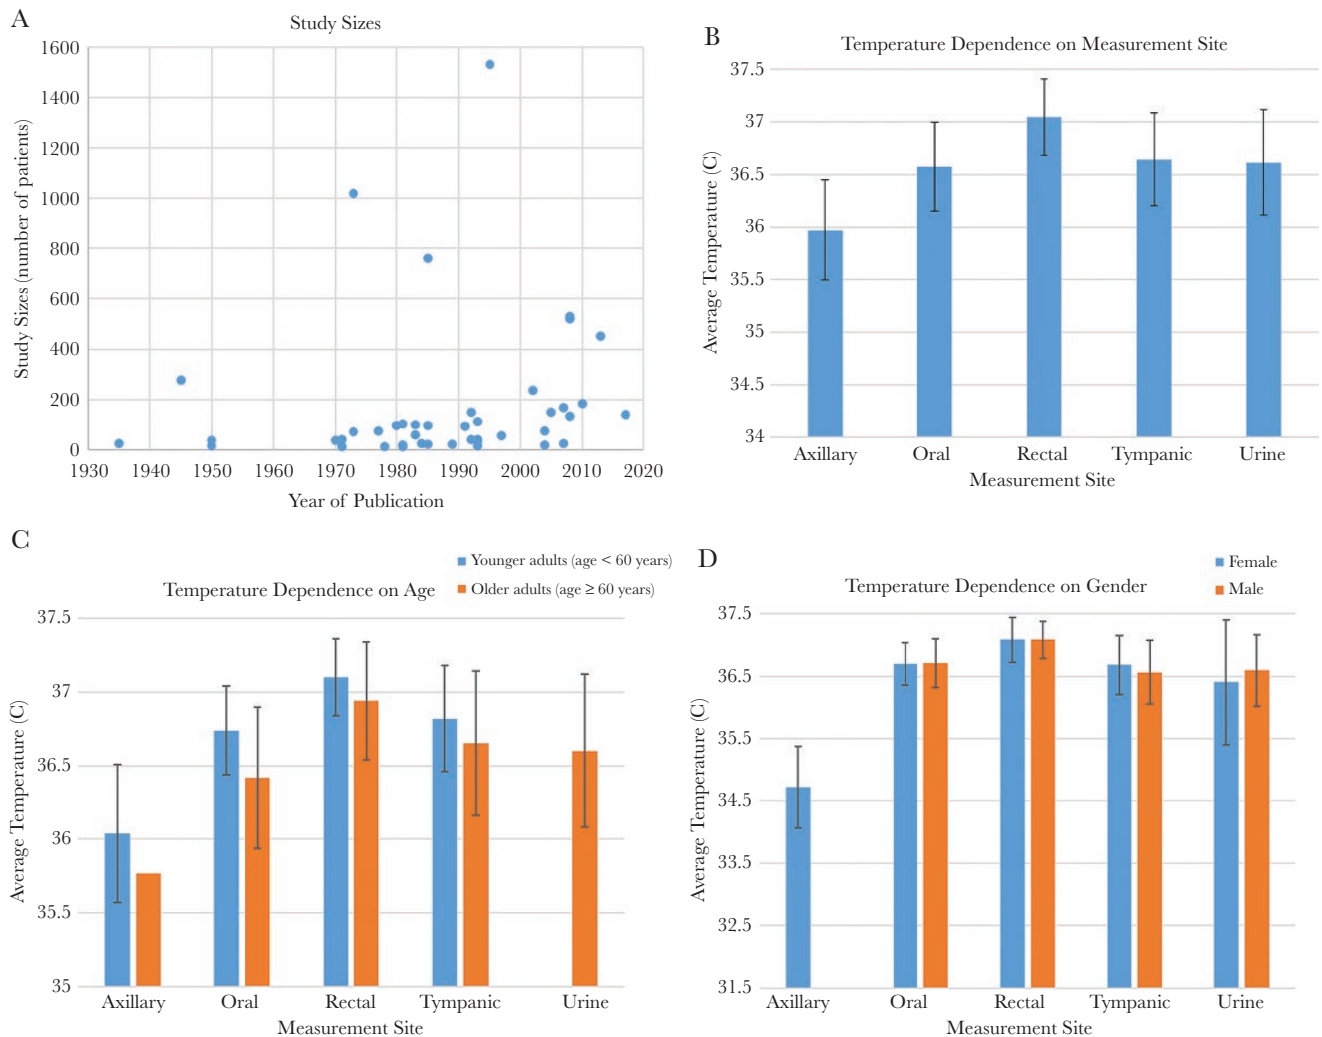 A
Study Sizes
Study Sizes (number of patients)
1600
1400
1200
1000
800
600
400
200
0
1930 1940 1950 1960 1970 1980 1990 2000 2010 2020
Year of Publication
B
Temperature Dependence on Measurement Site
Average Temperature (C)
37.5
37
36.5
36
35.5
35
34.5
34
Axillary Oral Rectal Tympanic Urine
Measurement Site
C
Younger adults (age < 60 years)
Temperature Dependence on Age
Older adults (age ≥ 60 years)
Average Temperature (C)
37.5
37
36.5
36
35.5
35
Axillary Oral Rectal Tympanic Urine
Measurement Site
D
Female
Temperature Dependence on Gender
Male
Average Temperature (C)
37.5
36.5
35.5
34.5
33.5
32.5
31.5
Axillary Oral Rectal Tympanic Urine
Measurement Site